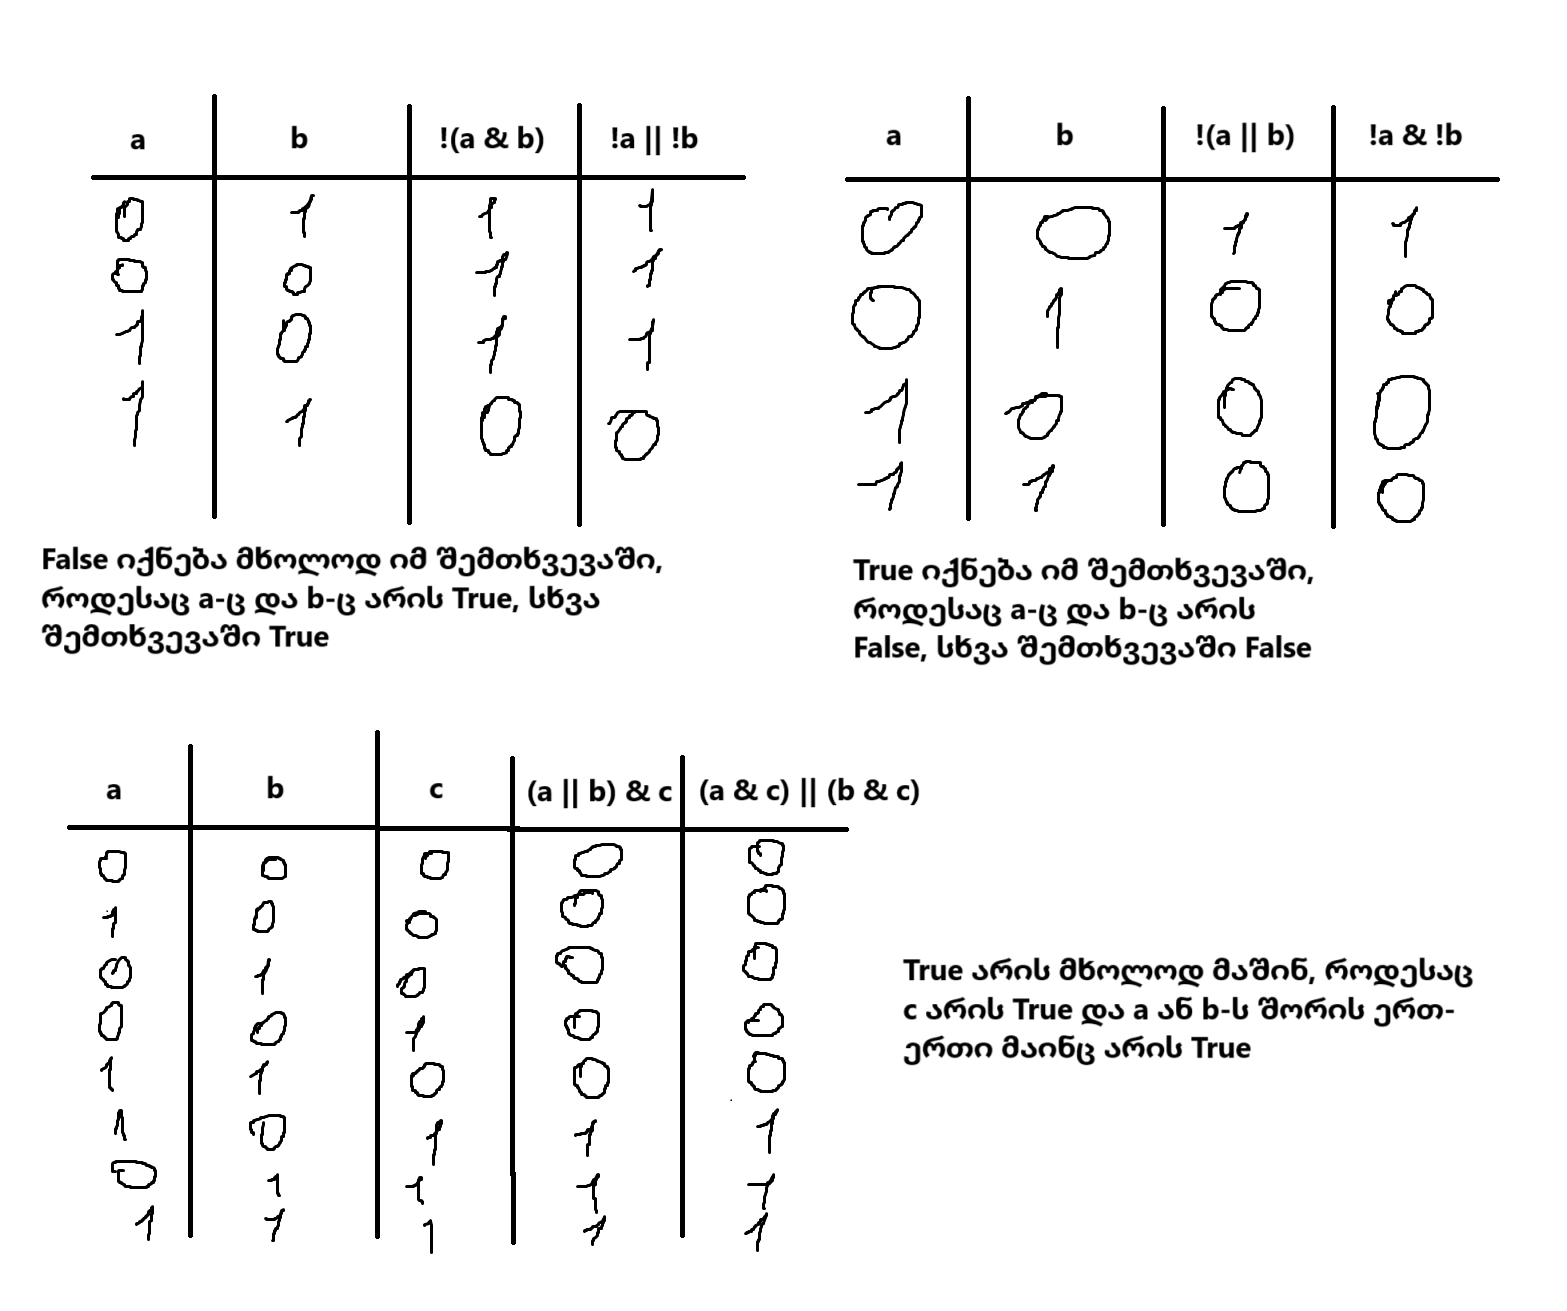 a b !(a & b) !a || !b
0 1 1 1
0 0 1 1
1 0 1 1
1 1 0 0
False იქნება მხოლოდ იმ შემთხვევაში,
როდესაც a-ც და b-ც არის True, სხვა
შემთხვევაში True
a b !(a || b) !a & !b
0 0 1 1
0 1 0 0
1 0 0 0
1 1 0 0
True იქნება იმ შემთხვევაში,
როდესაც a-ც და b-ც არის
False, სხვა შემთხვევაში False
a b c (a || b) & c (a & c) || (b & c)
0 0 0 0 0
1 0 0 0 0
0 1 0 0 0
0 0 1 0 0
1 1 0 0 0
1 0 1 1 1
0 1 1 1 1
1 1 1 1 1
True არის მხოლოდ მაშინ, როდესაც
c არის True და a ან b-ს შორის ერთ-
ერთი მაინც არის True